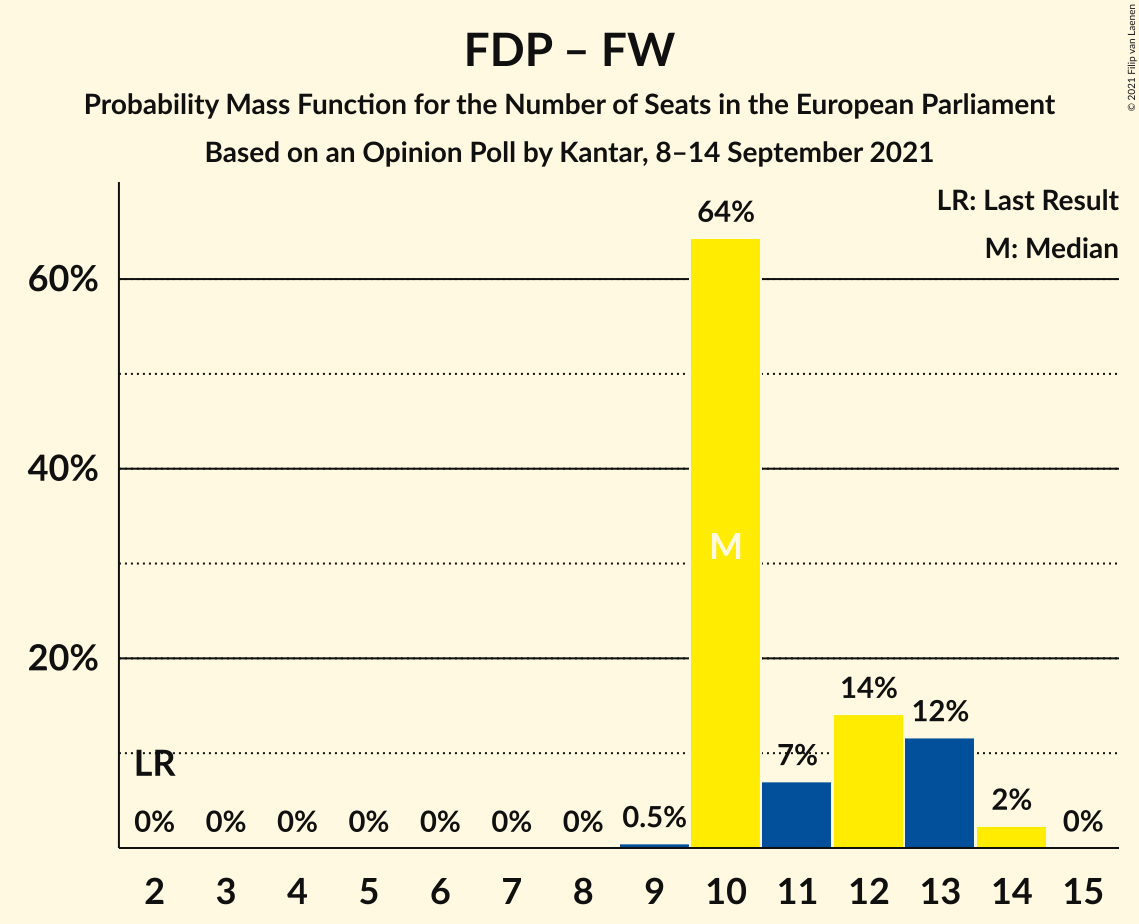 FDP – FW
Probability Mass Function for the Number of Seats in the European Parliament
Based on an Opinion Poll by Kantar, 8–14 September 2021
© 2021 Filip van Laenen
LR: Last Result
M: Median
64%
60%
40%
M
20%
14%
12%
7%
LR
2%
0% 0% 0% 0% 0% 0% 0% 0.5% 0%
2 3 4 5 6 7 8 9 10 11 12 13 14 15